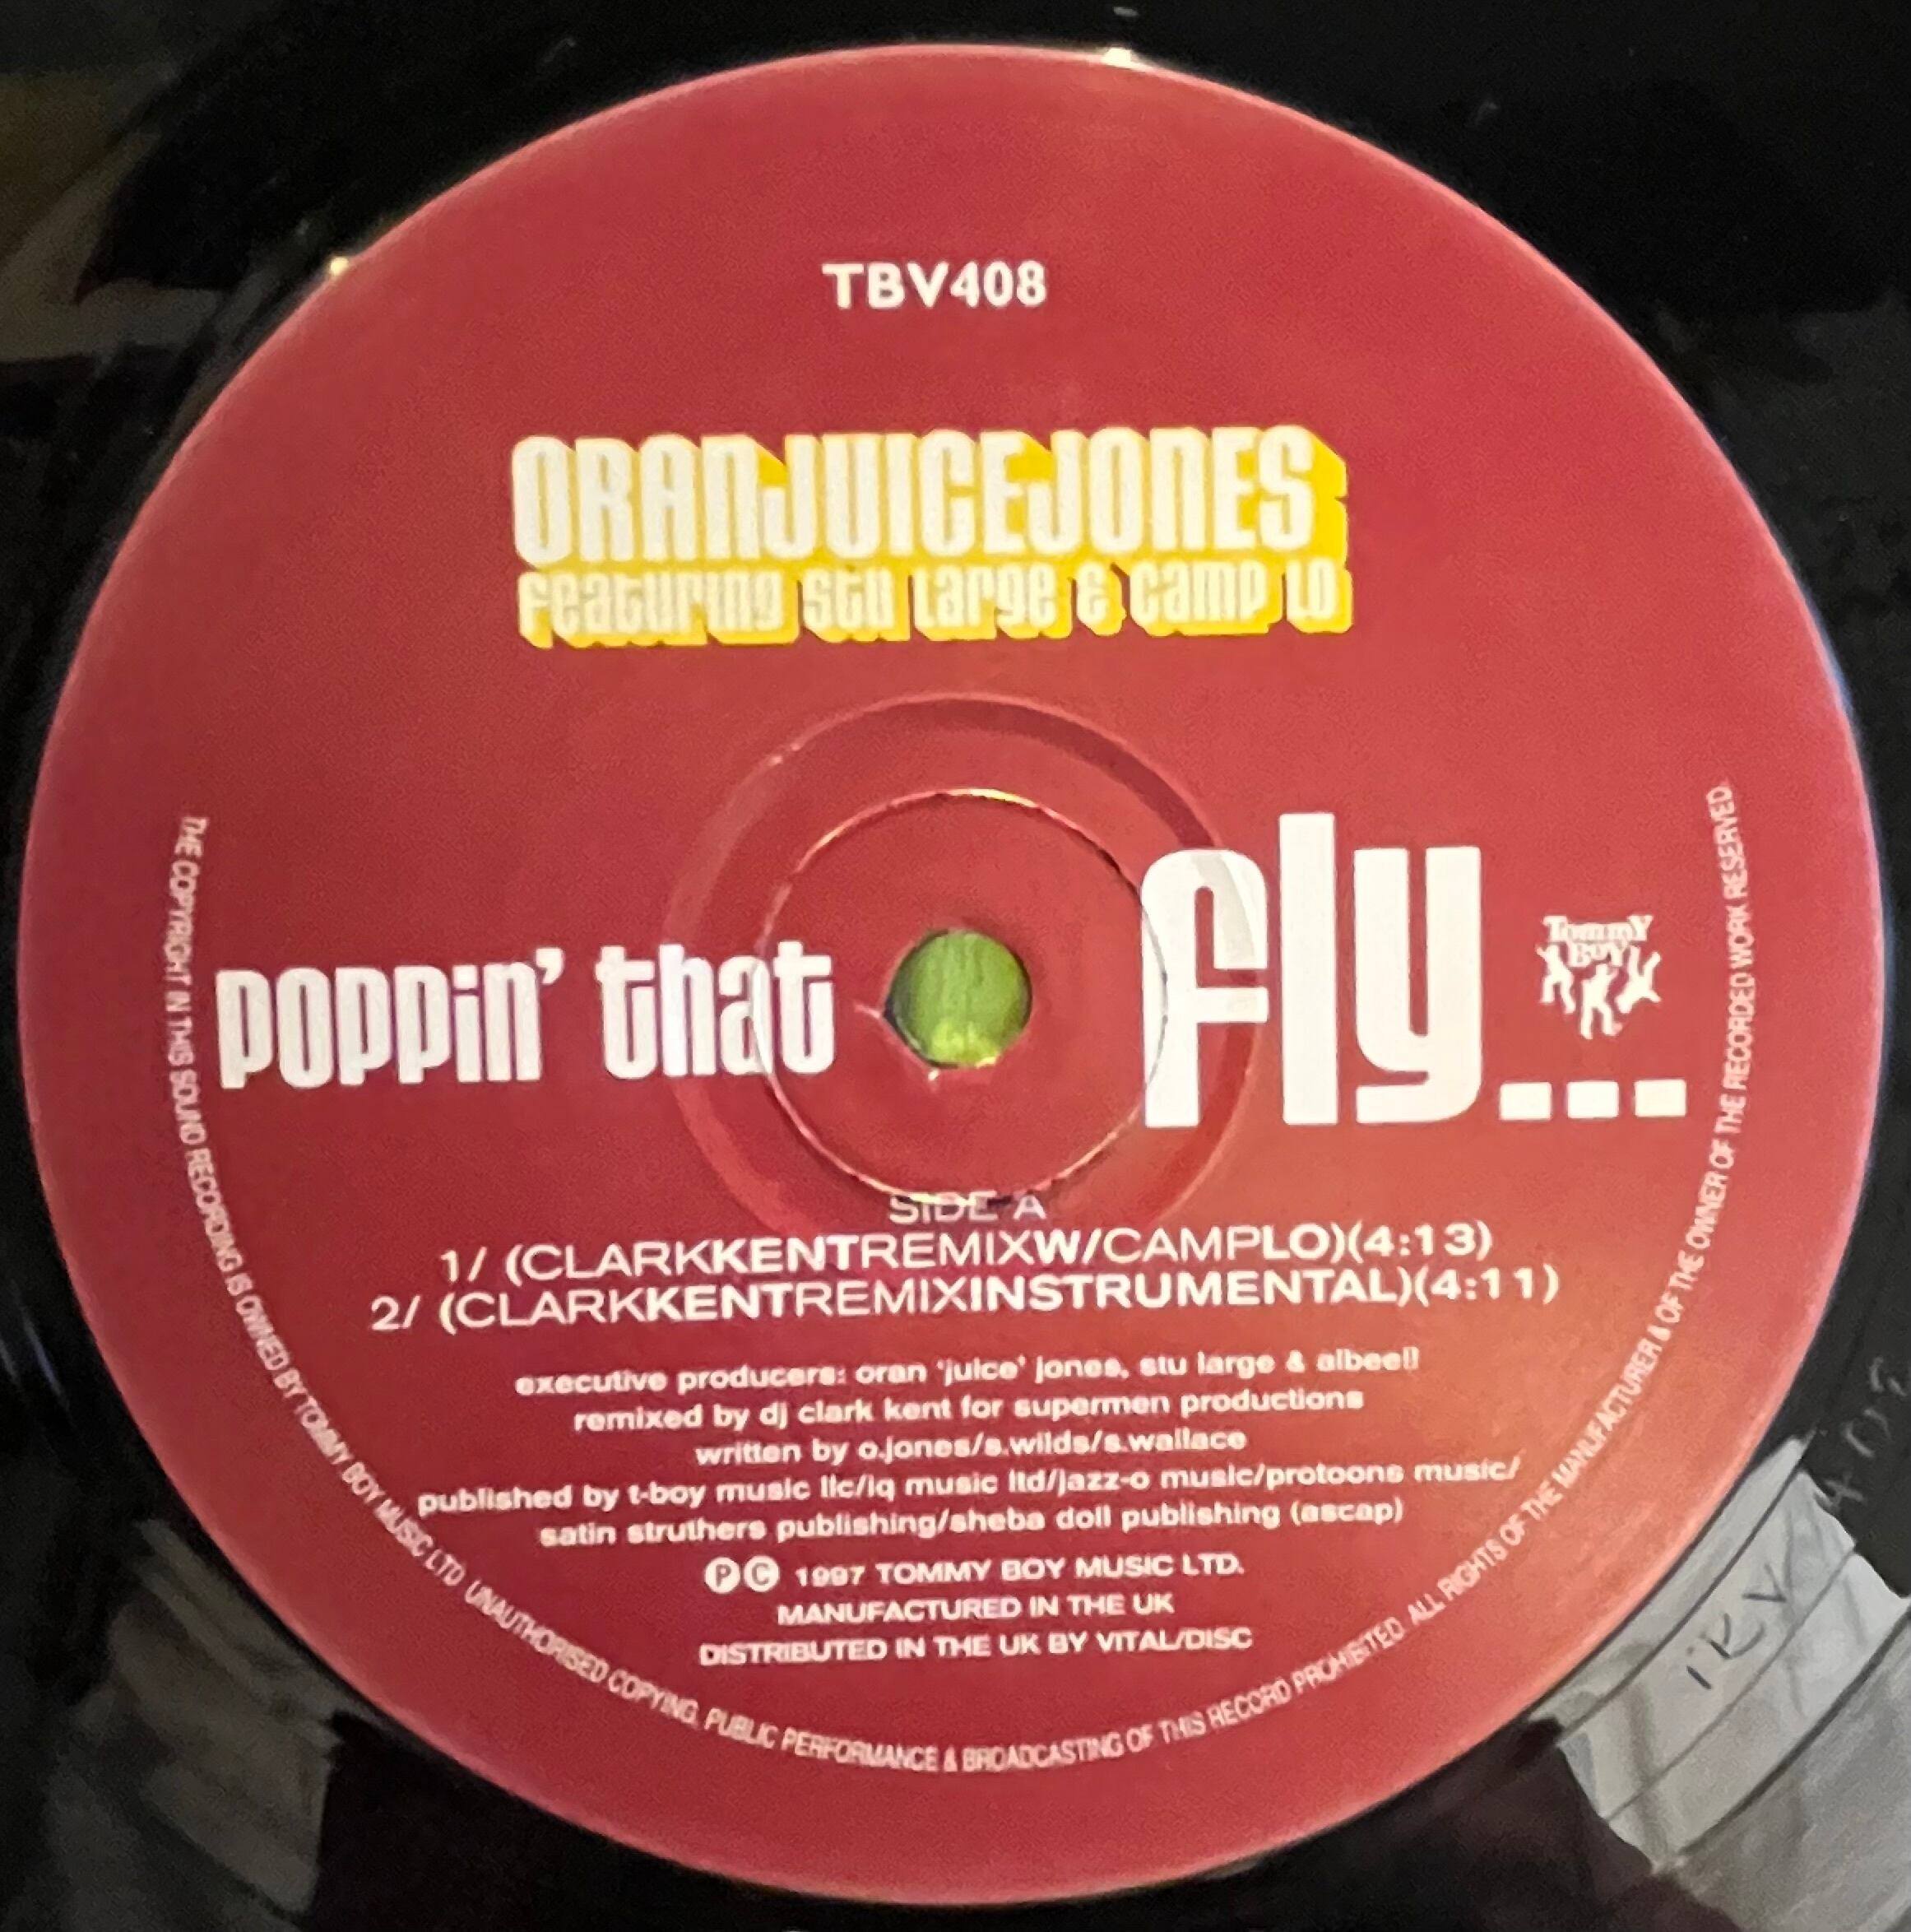 TBV408
ORANJUICEJONES
featuring stu large & camp lo
poppin' that fly...
Tommy
Boy
SIDE A
1/ (CLARKKENTREMIXW/CAMPLO)(4:13)
2/ (CLARKKENTREMIXINSTRUMENTAL)(4:11)
executive producers: oran 'juice' jones, stu large & albee!!
remixed by dj clark kent for supermen productions
written by o.jones/s.wilds/s.wallace
published by t-boy music llc/iq music ltd/jazz-o music/protoons music/
satin struthers publishing/sheba doll publishing (ascap)
Ⓟ© 1997 TOMMY BOY MUSIC LTD.
MANUFACTURED IN THE UK
DISTRIBUTED IN THE UK BY VITAL/DISC
THE COPYRIGHT IN THIS SOUND RECORDING IS OWNED BY TOMMY BOY MUSIC LTD. UNAUTHORISED COPYING, PUBLIC PERFORMANCE & BROADCASTING OF THIS RECORD PROHIBITED. ALL RIGHTS OF THE MANUFACTURER & OF THE OWNER OF THE RECORDED WORK RESERVED.